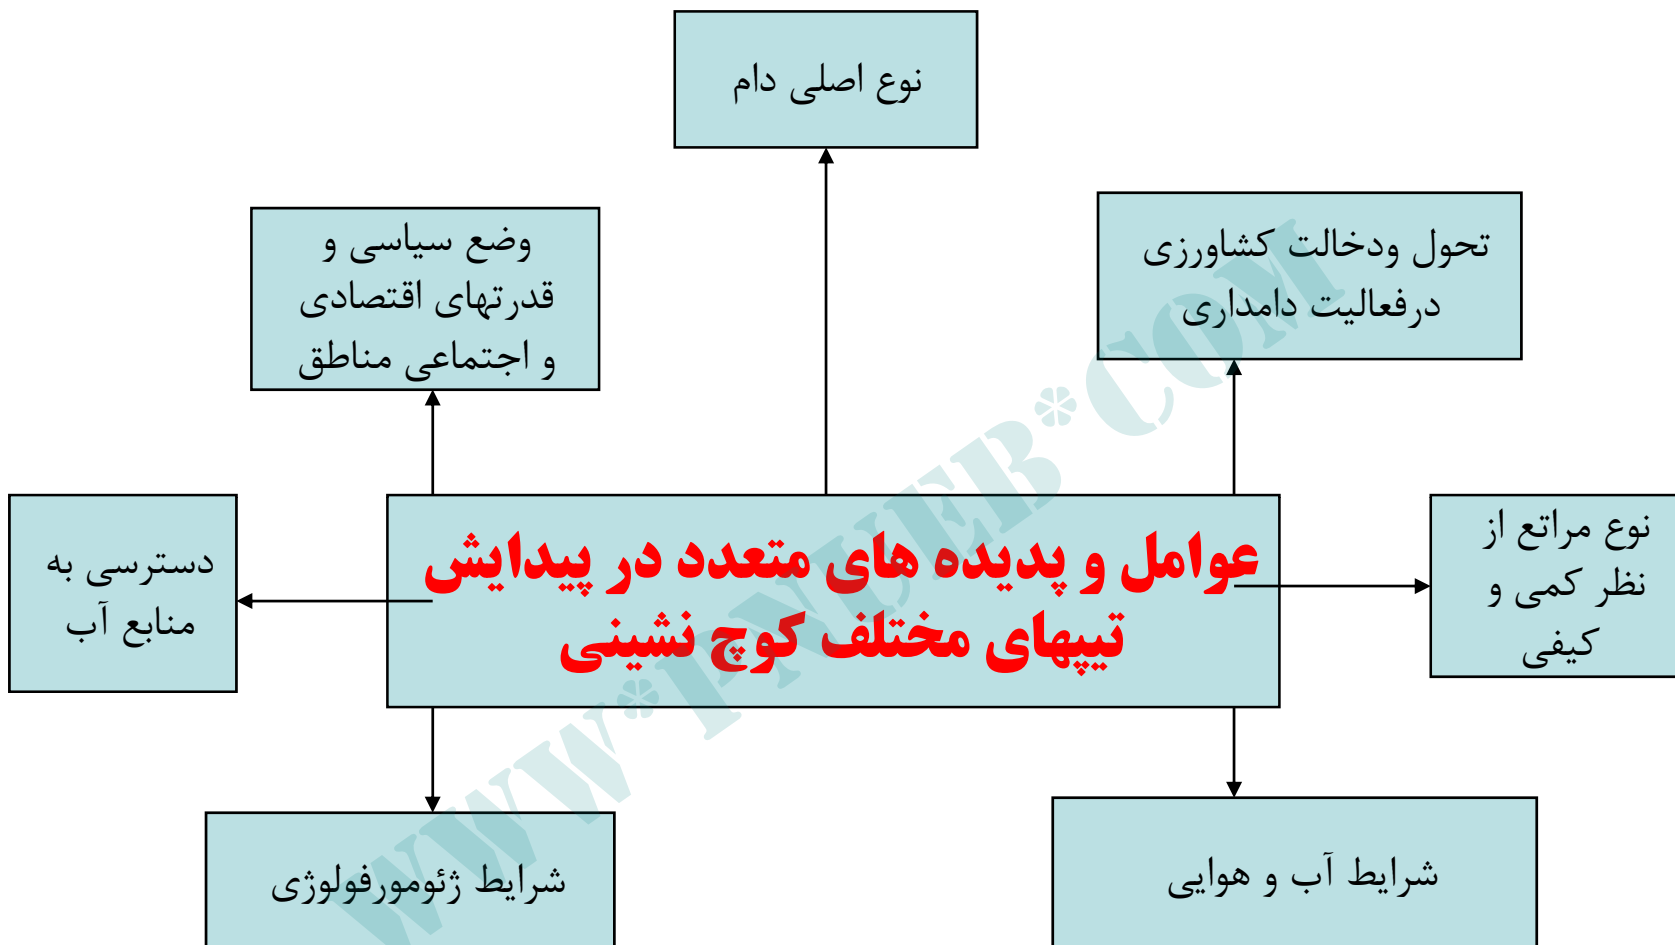 نوع اصلی دام
تحول ودخالت کشاورزی
درفعالیت دامداری
وضع سیاسی و
قدرتهای اقتصادی
و اجتماعی مناطق
نوع مراتع از
نظر کمی و
کیفی
عوامل و پدیده های متعدد در پیدایش
تیپهای مختلف کوچ نشینی
دسترسی به
منابع آب
شرایط آب و هوایی
شرایط ژئومورفولوژی
WWW*PNUEB*COM